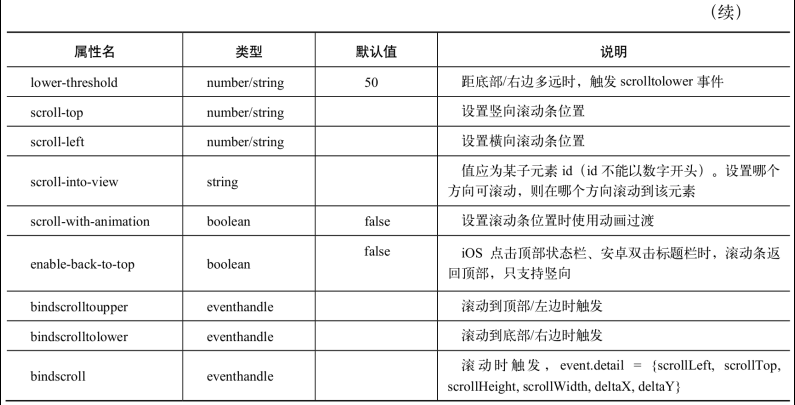 （续）
属性名 类型 默认值 说明
lower-threshold number/string 50 距底部/右边多远时，触发 scrolltolower 事件
scroll-top number/string 设置竖向滚动条位置
scroll-left number/string 设置横向滚动条位置
scroll-into-view string 值应为某子元素 id（id 不能以数字开头）。设置哪个
方向可滚动，则在哪个方向滚动到该元素
scroll-with-animation boolean false 设置滚动条位置时使用动画过渡
enable-back-to-top boolean false iOS 点击顶部状态栏、安卓双击标题栏时，滚动条返
回顶部，只支持竖向
bindscrolltoupper eventhandle 滚动到顶部/左边时触发
bindscrolltolower eventhandle 滚动到底部/右边时触发
bindscroll eventhandle 滚动时触发，event.detail = {scrollLeft, scrollTop,
scrollHeight, scrollWidth, deltaX, deltaY}